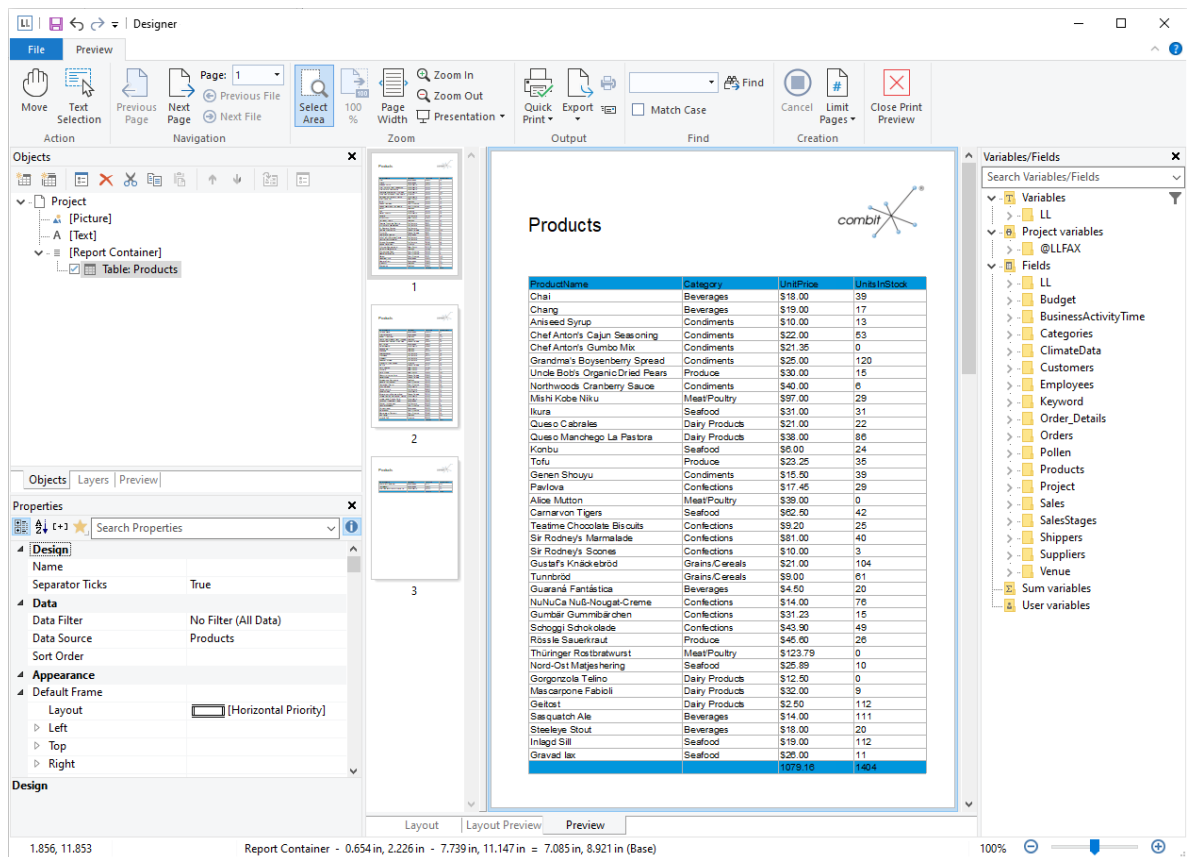 LL Designer
File Preview
Move Text Selection Previous Page Next Page Page: 1 Previous File Next File Select Area 100 % Page Width Zoom In Zoom Out Presentation Quick Print Export Find Match Case Cancel Limit Pages Close Print Preview
Action Navigation Zoom Output Find Creation
Objects
Project
[Picture]
A [Text]
[Report Container]
Table: Products
Objects Layers Preview
Properties
Search Properties
Design
Name
Separator Ticks True
Data
Data Filter No Filter (All Data)
Data Source Products
Sort Order
Appearance
Default Frame
Layout [Horizontal Priority]
Left
Top
Right
Design
1
2
3
combit
Products
ProductName Category UnitPrice UnitsInStock
Chai Beverages $18.00 39
Chang Beverages $19.00 17
Aniseed Syrup Condiments $10.00 13
Chef Anton's Cajun Seasoning Condiments $22.00 53
Chef Anton's Gumbo Mix Condiments $21.35 0
Grandma's Boysenberry Spread Condiments $25.00 120
Uncle Bob's Organic Dried Pears Produce $30.00 15
Northwoods Cranberry Sauce Condiments $40.00 6
Mishi Kobe Niku Meat/Poultry $97.00 29
Ikura Seafood $31.00 31
Queso Cabrales Dairy Products $21.00 22
Queso Manchego La Pastora Dairy Products $38.00 86
Konbu Seafood $6.00 24
Tofu Produce $23.25 35
Genen Shouyu Condiments $15.50 39
Pavlova Confections $17.45 29
Alice Mutton Meat/Poultry $39.00 0
Carnarvon Tigers Seafood $62.50 42
Teatime Chocolate Biscuits Confections $9.20 25
Sir Rodney's Marmalade Confections $81.00 40
Sir Rodney's Scones Confections $10.00 3
Gustaf's Knäckebröd Grains/Cereals $21.00 104
Tunnbröd Grains/Cereals $9.00 61
Guaraná Fantástica Beverages $4.50 20
NuNuCa Nuß-Nougat-Creme Confections $14.00 76
Gumbär Gummibärchen Confections $31.23 15
Schoggi Schokolade Confections $43.90 49
Rössle Sauerkraut Produce $45.60 26
Thüringer Rostbratwurst Meat/Poultry $123.79 0
Nord-Ost Matjeshering Seafood $25.89 10
Gorgonzola Telino Dairy Products $12.50 0
Mascarpone Fabioli Dairy Products $32.00 9
Geitost Dairy Products $2.50 112
Sasquatch Ale Beverages $14.00 111
Steeleye Stout Beverages $18.00 20
Inlagd Sill Seafood $19.00 112
Gravad lax Seafood $26.00 11
1079.16 1404
Layout Layout Preview Preview
Variables/Fields
Search Variables/Fields
Variables
LL
Project variables
@LLFAX
Fields
LL
Budget
BusinessActivityTime
Categories
ClimateData
Customers
Employees
Keyword
Order_Details
Orders
Pollen
Products
Project
Sales
SalesStages
Shippers
Suppliers
Venue
Sum variables
User variables
1.856, 11.853 Report Container - 0.654 in, 2.226 in - 7.739 in, 11.147 in = 7.085 in, 8.921 in (Base) 100%